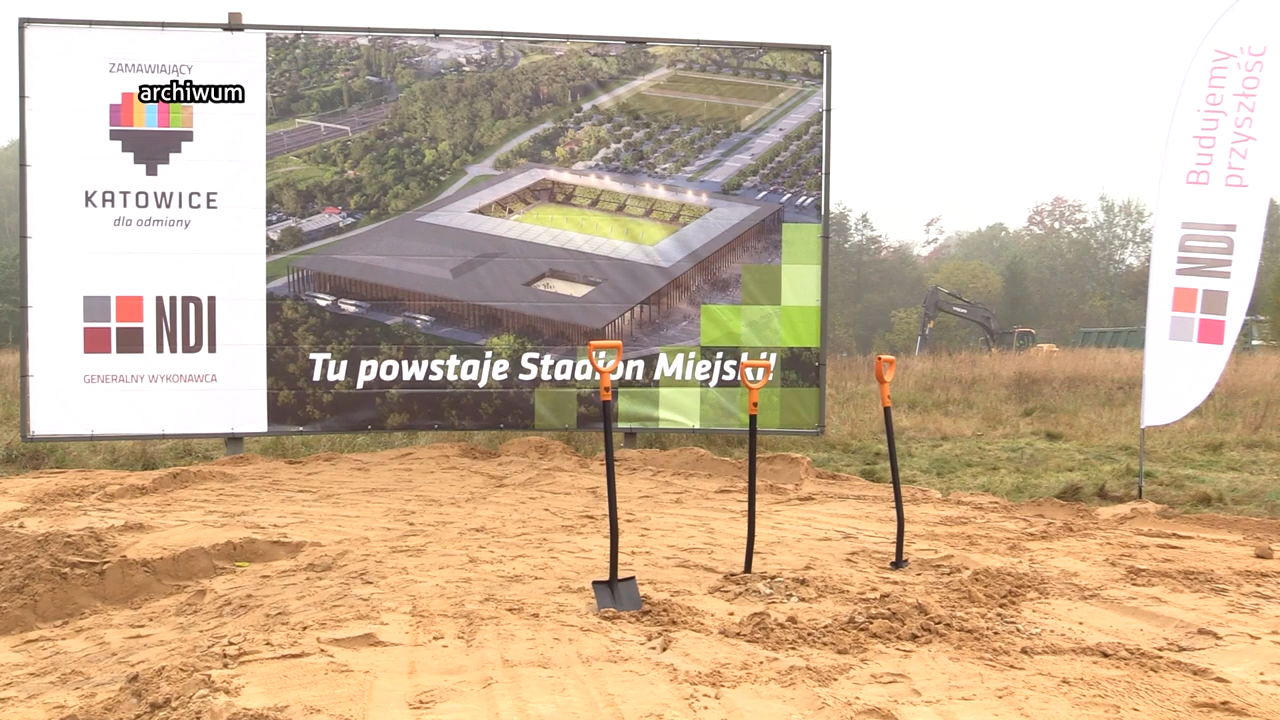 ZAMAWIAJĄCY
archiwum
KATOWICE
dla odmiany
NDI
GENERALNY WYKONAWCA
Tu powstaje Stadion Miejski!
Budujemy
przyszłość
NDI